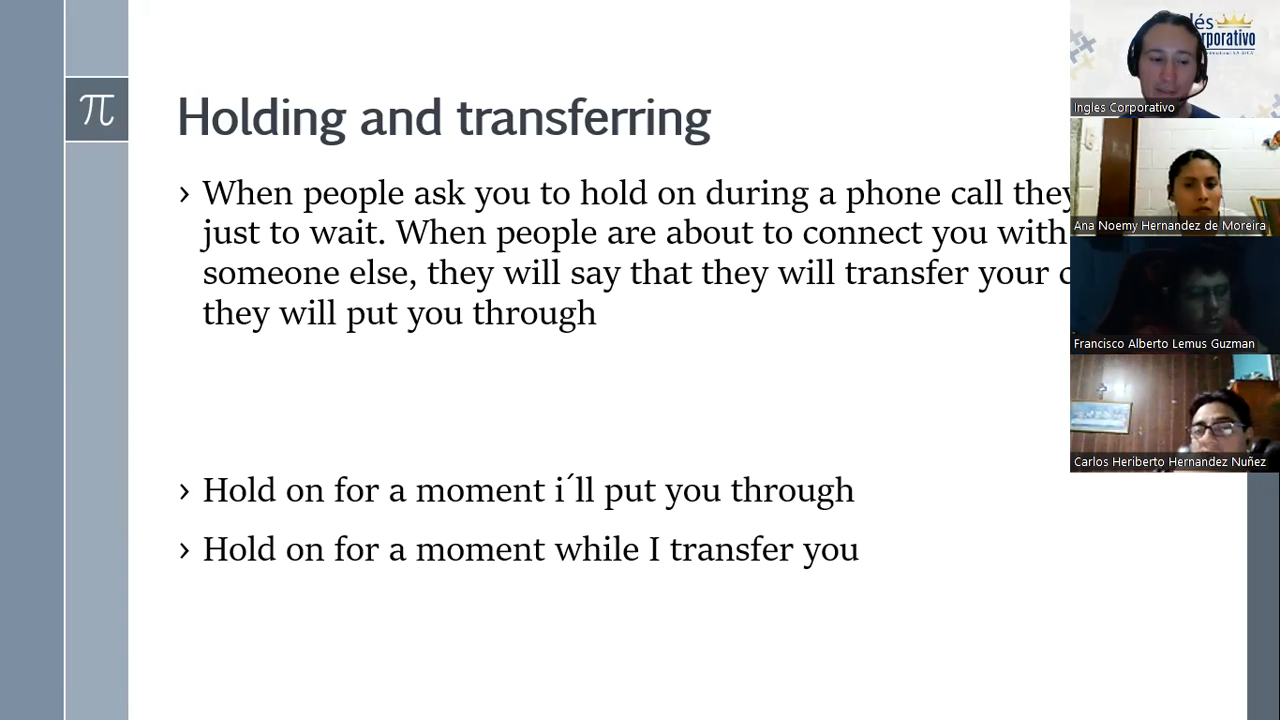 π
Holding and transferring
› When people ask you to hold on during a phone call they
just to wait. When people are about to connect you with
someone else, they will say that they will transfer your
they will put you through
› Hold on for a moment i´ll put you through
› Hold on for a moment while I transfer you
Ingles Corporativo
Ana Noemy Hernandez de Moreira
Francisco Alberto Lemus Guzman
Carlos Heriberto Hernandez Nuñez